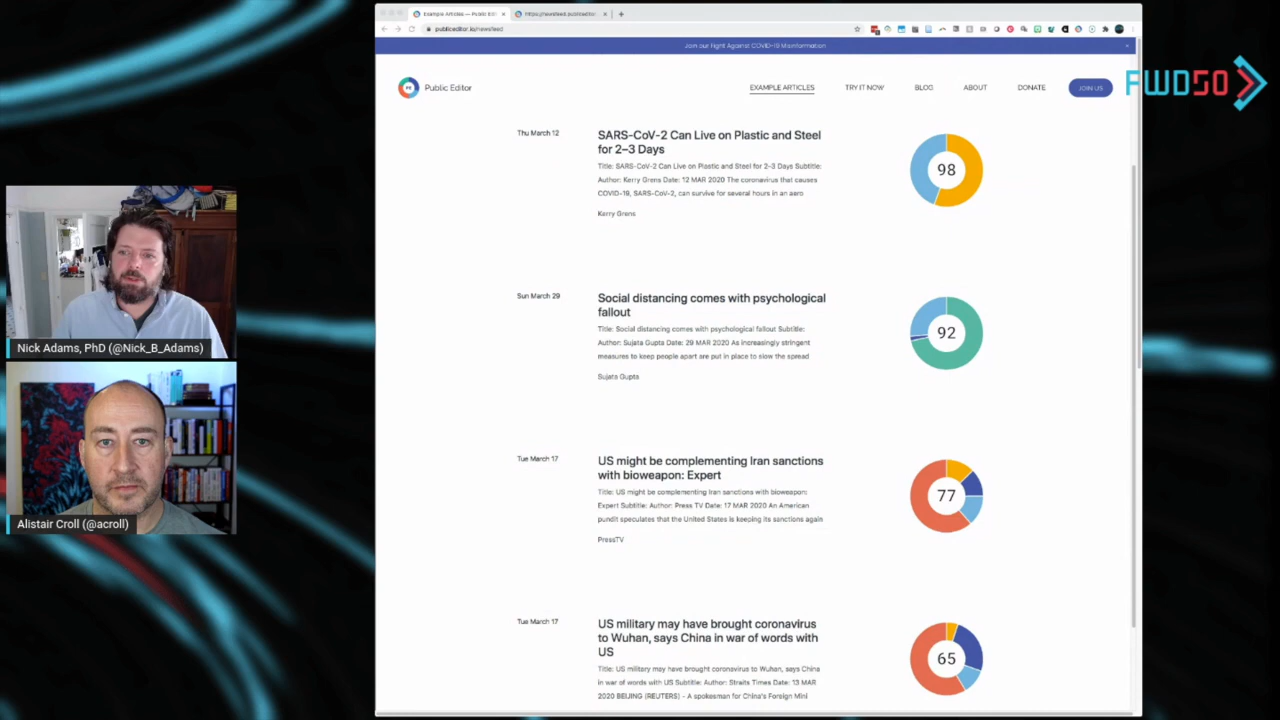 Example Articles — Public Edit
https://newsfeed.publiceditor
publiceditor.io/newsfeed
Join our Fight Against COVID-19 Misinformation
Public Editor
EXAMPLE ARTICLES
TRY IT NOW
BLOG
ABOUT
DONATE
JOIN US
FWD50
Thu March 12
SARS-CoV-2 Can Live on Plastic and Steel
for 2–3 Days
Title: SARS-CoV-2 Can Live on Plastic and Steel for 2-3 Days Subtitle:
Author: Kerry Grens Date: 12 MAR 2020 The coronavirus that causes
COVID-19, SARS-CoV-2, can survive for several hours in an aero
Kerry Grens
98
Sun March 29
Social distancing comes with psychological
fallout
Title: Social distancing comes with psychological fallout Subtitle:
Author: Sujata Gupta Date: 29 MAR 2020 As increasingly stringent
measures to keep people apart are put in place to slow the spread
Sujata Gupta
92
Tue March 17
US might be complementing Iran sanctions
with bioweapon: Expert
Title: US might be complementing Iran sanctions with bioweapon:
Expert Subtitle: Author: Press TV Date: 17 MAR 2020 An American
pundit speculates that the United States is keeping its sanctions again
PressTV
77
Tue March 17
US military may have brought coronavirus
to Wuhan, says China in war of words with
US
Title: US military may have brought coronavirus to Wuhan, says China
in war of words with US Subtitle: Author: Straits Times Date: 13 MAR
2020 BEIJING (REUTERS) - A spokesman for China's Foreign Mini
65
Nick Adams, PhD (@Nick_B_Adams)
Alistair Croll (@acroll)